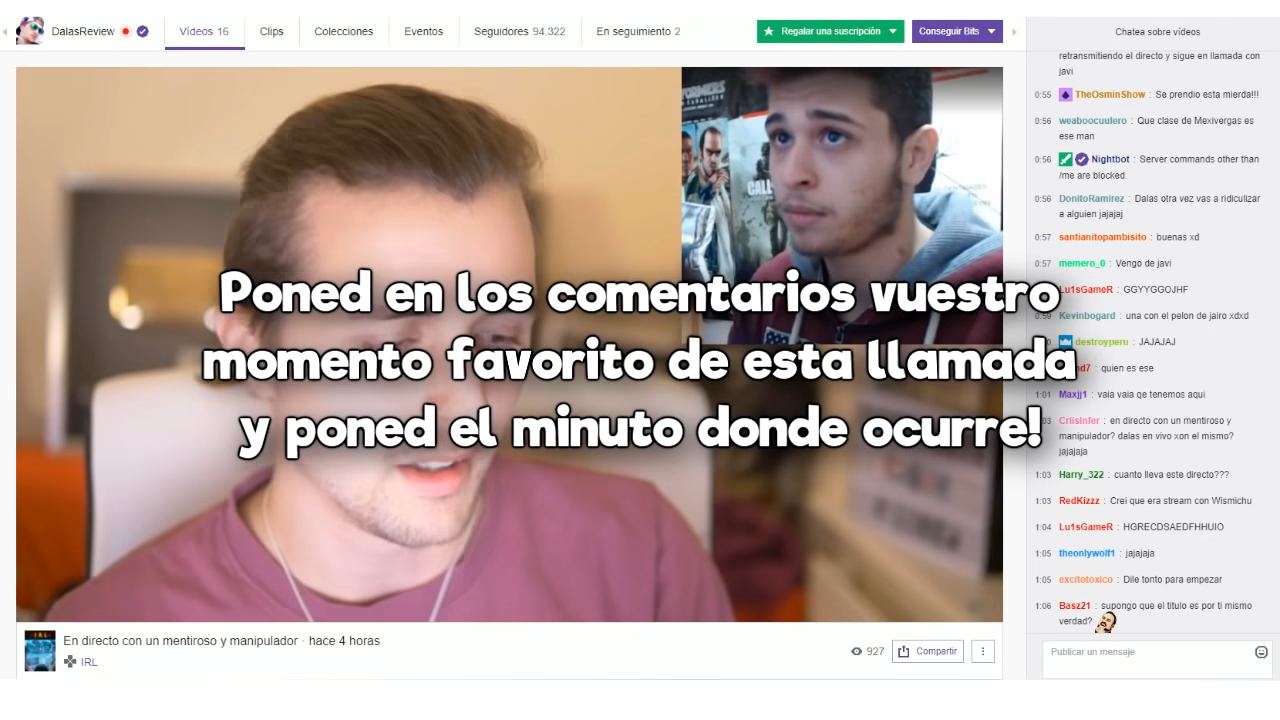 DalasReview
Vídeos 16
Clips
Colecciones
Eventos
Seguidores 94.322
En seguimiento 2
Regalar una suscripción
Conseguir Bits
Chatea sobre vídeos
Poned en los comentarios vuestro
momento favorito de esta llamada
y poned el minuto donde ocurre!
En directo con un mentiroso y manipulador · hace 4 horas
IRL
927
Compartir
retransmitiendo el directo y sigue en llamada con
javi
0:55 TheOsminShow : Se prendio esta mierda!!!
0:56 weaboocuulero : Que clase de Mexivergas es
ese man
0:56 Nightbot : Server commands other than
/me are blocked.
0:56 DonitoRamirez : Dalas otra vez vas a ridiculizar
a alguien jajajaj
0:57 santianitopambisito : buenas xd
0:57 memero_0 : Vengo de javi
Lu1sGameR : GGYYGGOJHF
0:59 Kevinbogard : una con el pelon de jairo xdxd
destroyperu : JAJAJAJ
: quien es ese
1:01 Maxjj1 : vaia vaia qe tenemos aqui
CriisInfer : en directo con un mentiroso y
manipulador? dalas en vivo xon el mismo?
jajajaja
1:03 Harry_322 : cuanto lleva este directo???
1:03 RedKizzz : Crei que era stream con Wismichu
1:04 Lu1sGameR : HGRECDSAEDFHHUIO
1:05 theonlywolf1 : jajajaja
1:05 excitotoxico : Dile tonto para empezar
1:06 Basz21 : supongo que el titulo es por ti mismo
verdad?
Publicar un mensaje